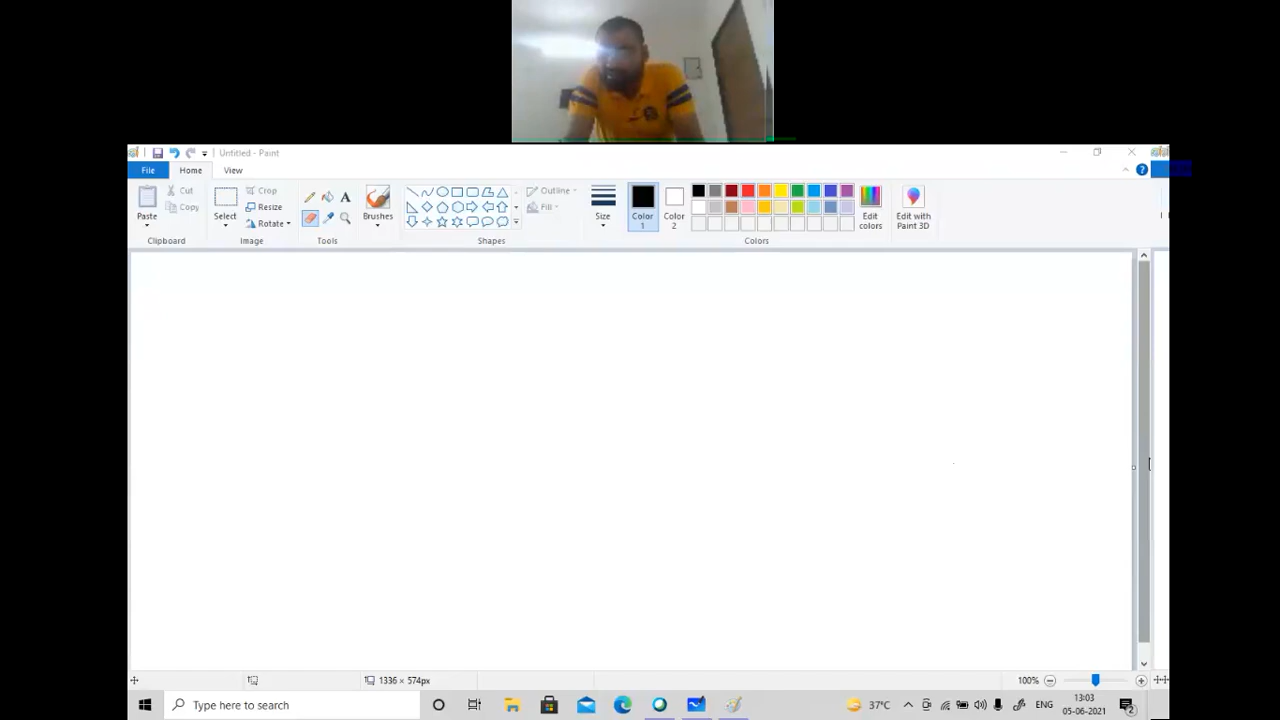 Untitled - Paint
File Home View
Cut
Copy
Paste
Clipboard
Crop
Resize
Rotate
Select
Image
Tools
Brushes
Outline
Fill
Shapes
Size
Color 1
Color 2
Edit colors
Colors
Edit with Paint 3D
1336 × 574px
100%
Type here to search
37°C
ENG
13:03
05-06-2021
2